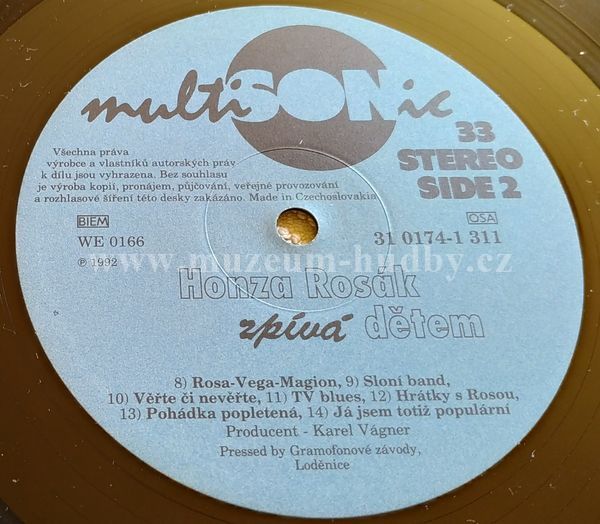 multiSONic
33
STEREO
SIDE 2
Všechna práva
výrobce a vlastníků autorských práv
k dílu jsou vyhrazena. Bez souhlasu
je výroba kopií, pronájem, půjčování, veřejné provozování
a rozhlasové šíření této desky zakázáno. Made in Czechoslovakia
BIEM
OSA
WE 0166
31 0174-1 311
℗ 1992
www.muzeum-hudby.cz
Honza Rosák
zpívá dětem
8) Rosa-Vega-Magion, 9) Sloní band,
10) Věřte či nevěřte, 11) TV blues, 12) Hrátky s Rosou,
13) Pohádka popletená, 14) Já jsem totiž populární
Producent - Karel Vágner
Pressed by Gramofonové závody,
Loděnice